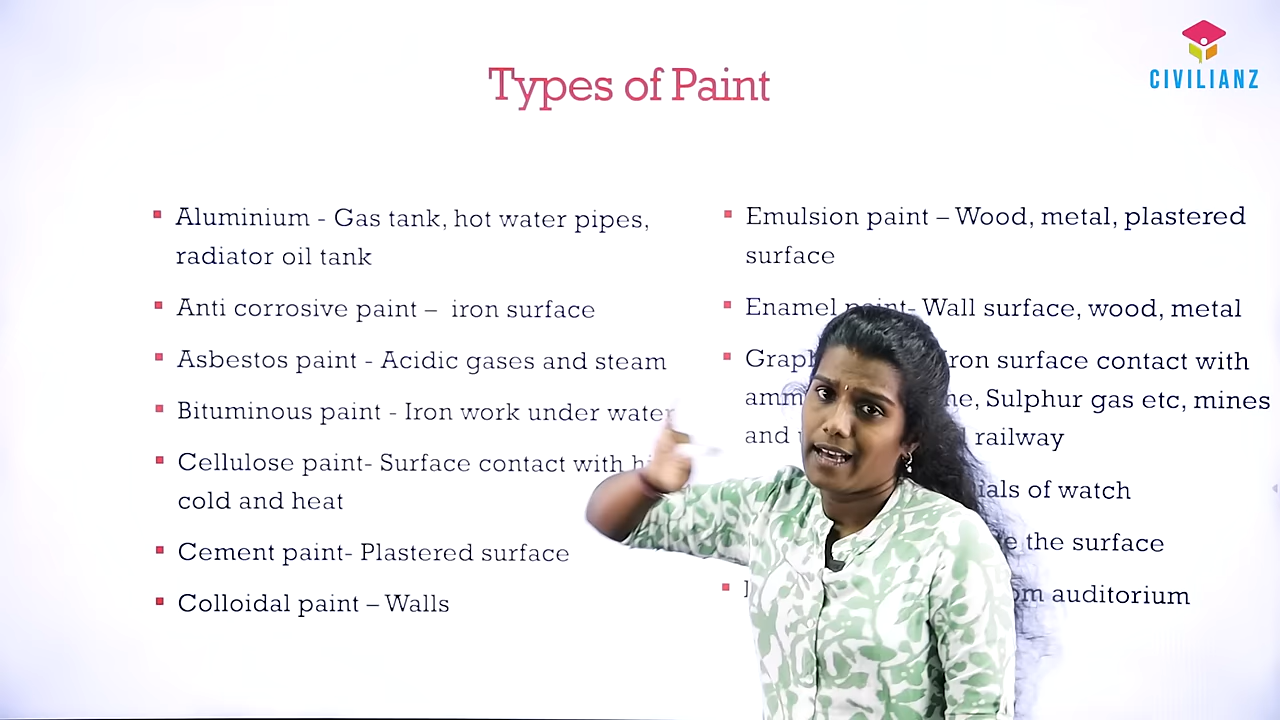 Types of Paint
CIVILIANZ
Aluminium - Gas tank, hot water pipes,
radiator oil tank
Anti corrosive paint – iron surface
Asbestos paint - Acidic gases and steam
Bituminous paint - Iron work under water
Cellulose paint- Surface contact with
cold and heat
Cement paint- Plastered surface
Colloidal paint – Walls
Emulsion paint – Wood, metal, plastered
surface
Enamel paint- Wall surface, wood, metal
iron surface contact with
Sulphur gas etc, mines
and railway
of watch
the surface
auditorium